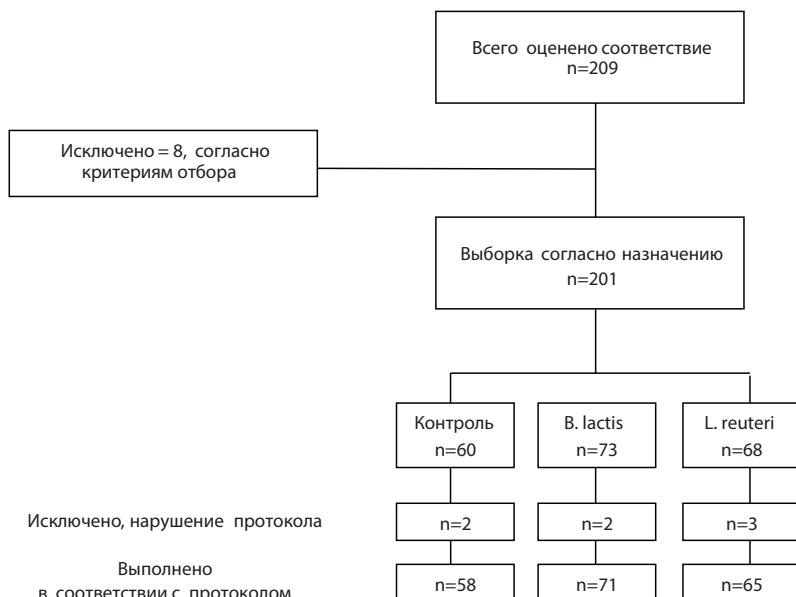 Всего оценено соответствие
n=209
Исключено = 8, согласно
критериям отбора
Выборка согласно назначению
n=201
Контроль
n=60
B. lactis
n=73
L. reuteri
n=68
Исключено, нарушение протокола
n=2
n=2
n=3
Выполнено
в соответствии с протоколом
n=58
n=71
n=65